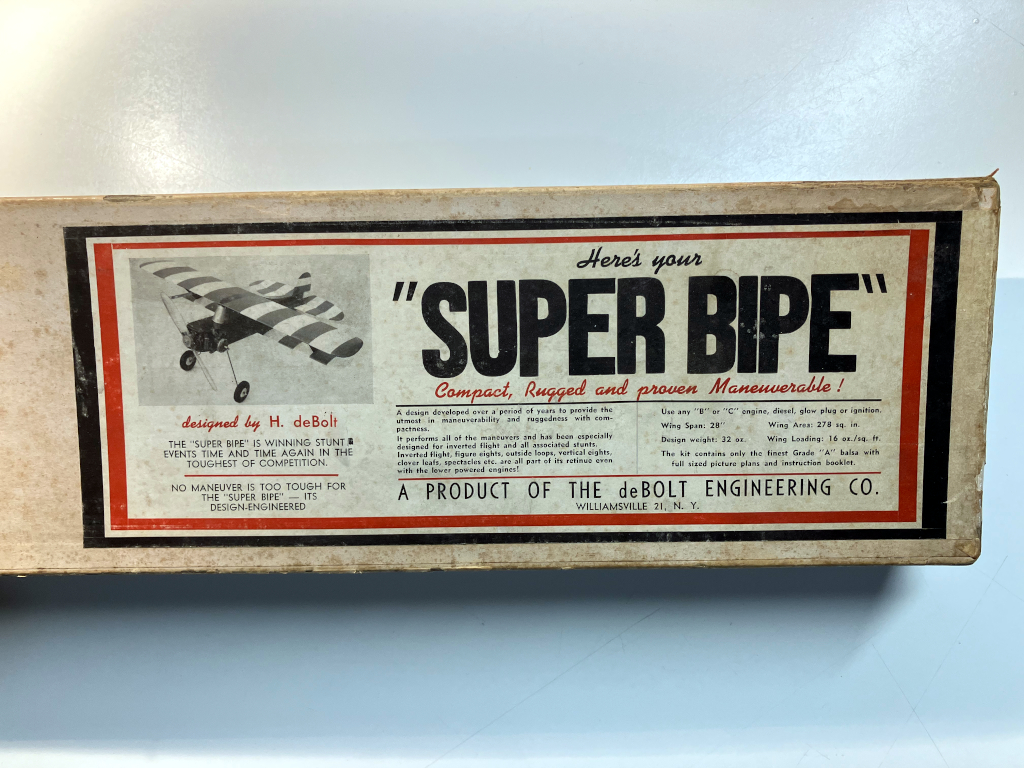 Here's your
"SUPER BIPE"
Compact, Rugged and proven Maneuverable!
designed by H. deBolt
THE "SUPER BIPE" IS WINNING STUNT
EVENTS TIME AND TIME AGAIN IN THE
TOUGHEST OF COMPETITION.
NO MANEUVER IS TOO TOUGH FOR
THE "SUPER BIPE" — ITS
DESIGN-ENGINEERED
A design developed over a period of years to provide the
utmost in maneuverability and ruggedness with com-
pactness.
It performs all of the maneuvers and has been especially
designed for inverted flight and all associated stunts.
Inverted flight, figure eights, outside loops, vertical eights,
clover leafs, spectacles etc. are all part of its retinue even
with the lower powered engines!
Use any "B" or "C" engine, diesel, glow plug or ignition.
Wing Span: 28" Wing Area: 278 sq. in.
Design weight: 32 oz. Wing Loading: 16 oz./sq. ft.
The kit contains only the finest Grade "A" balsa with
full sized picture plans and instruction booklet.
A PRODUCT OF THE deBOLT ENGINEERING CO.
WILLIAMSVILLE 21, N. Y.